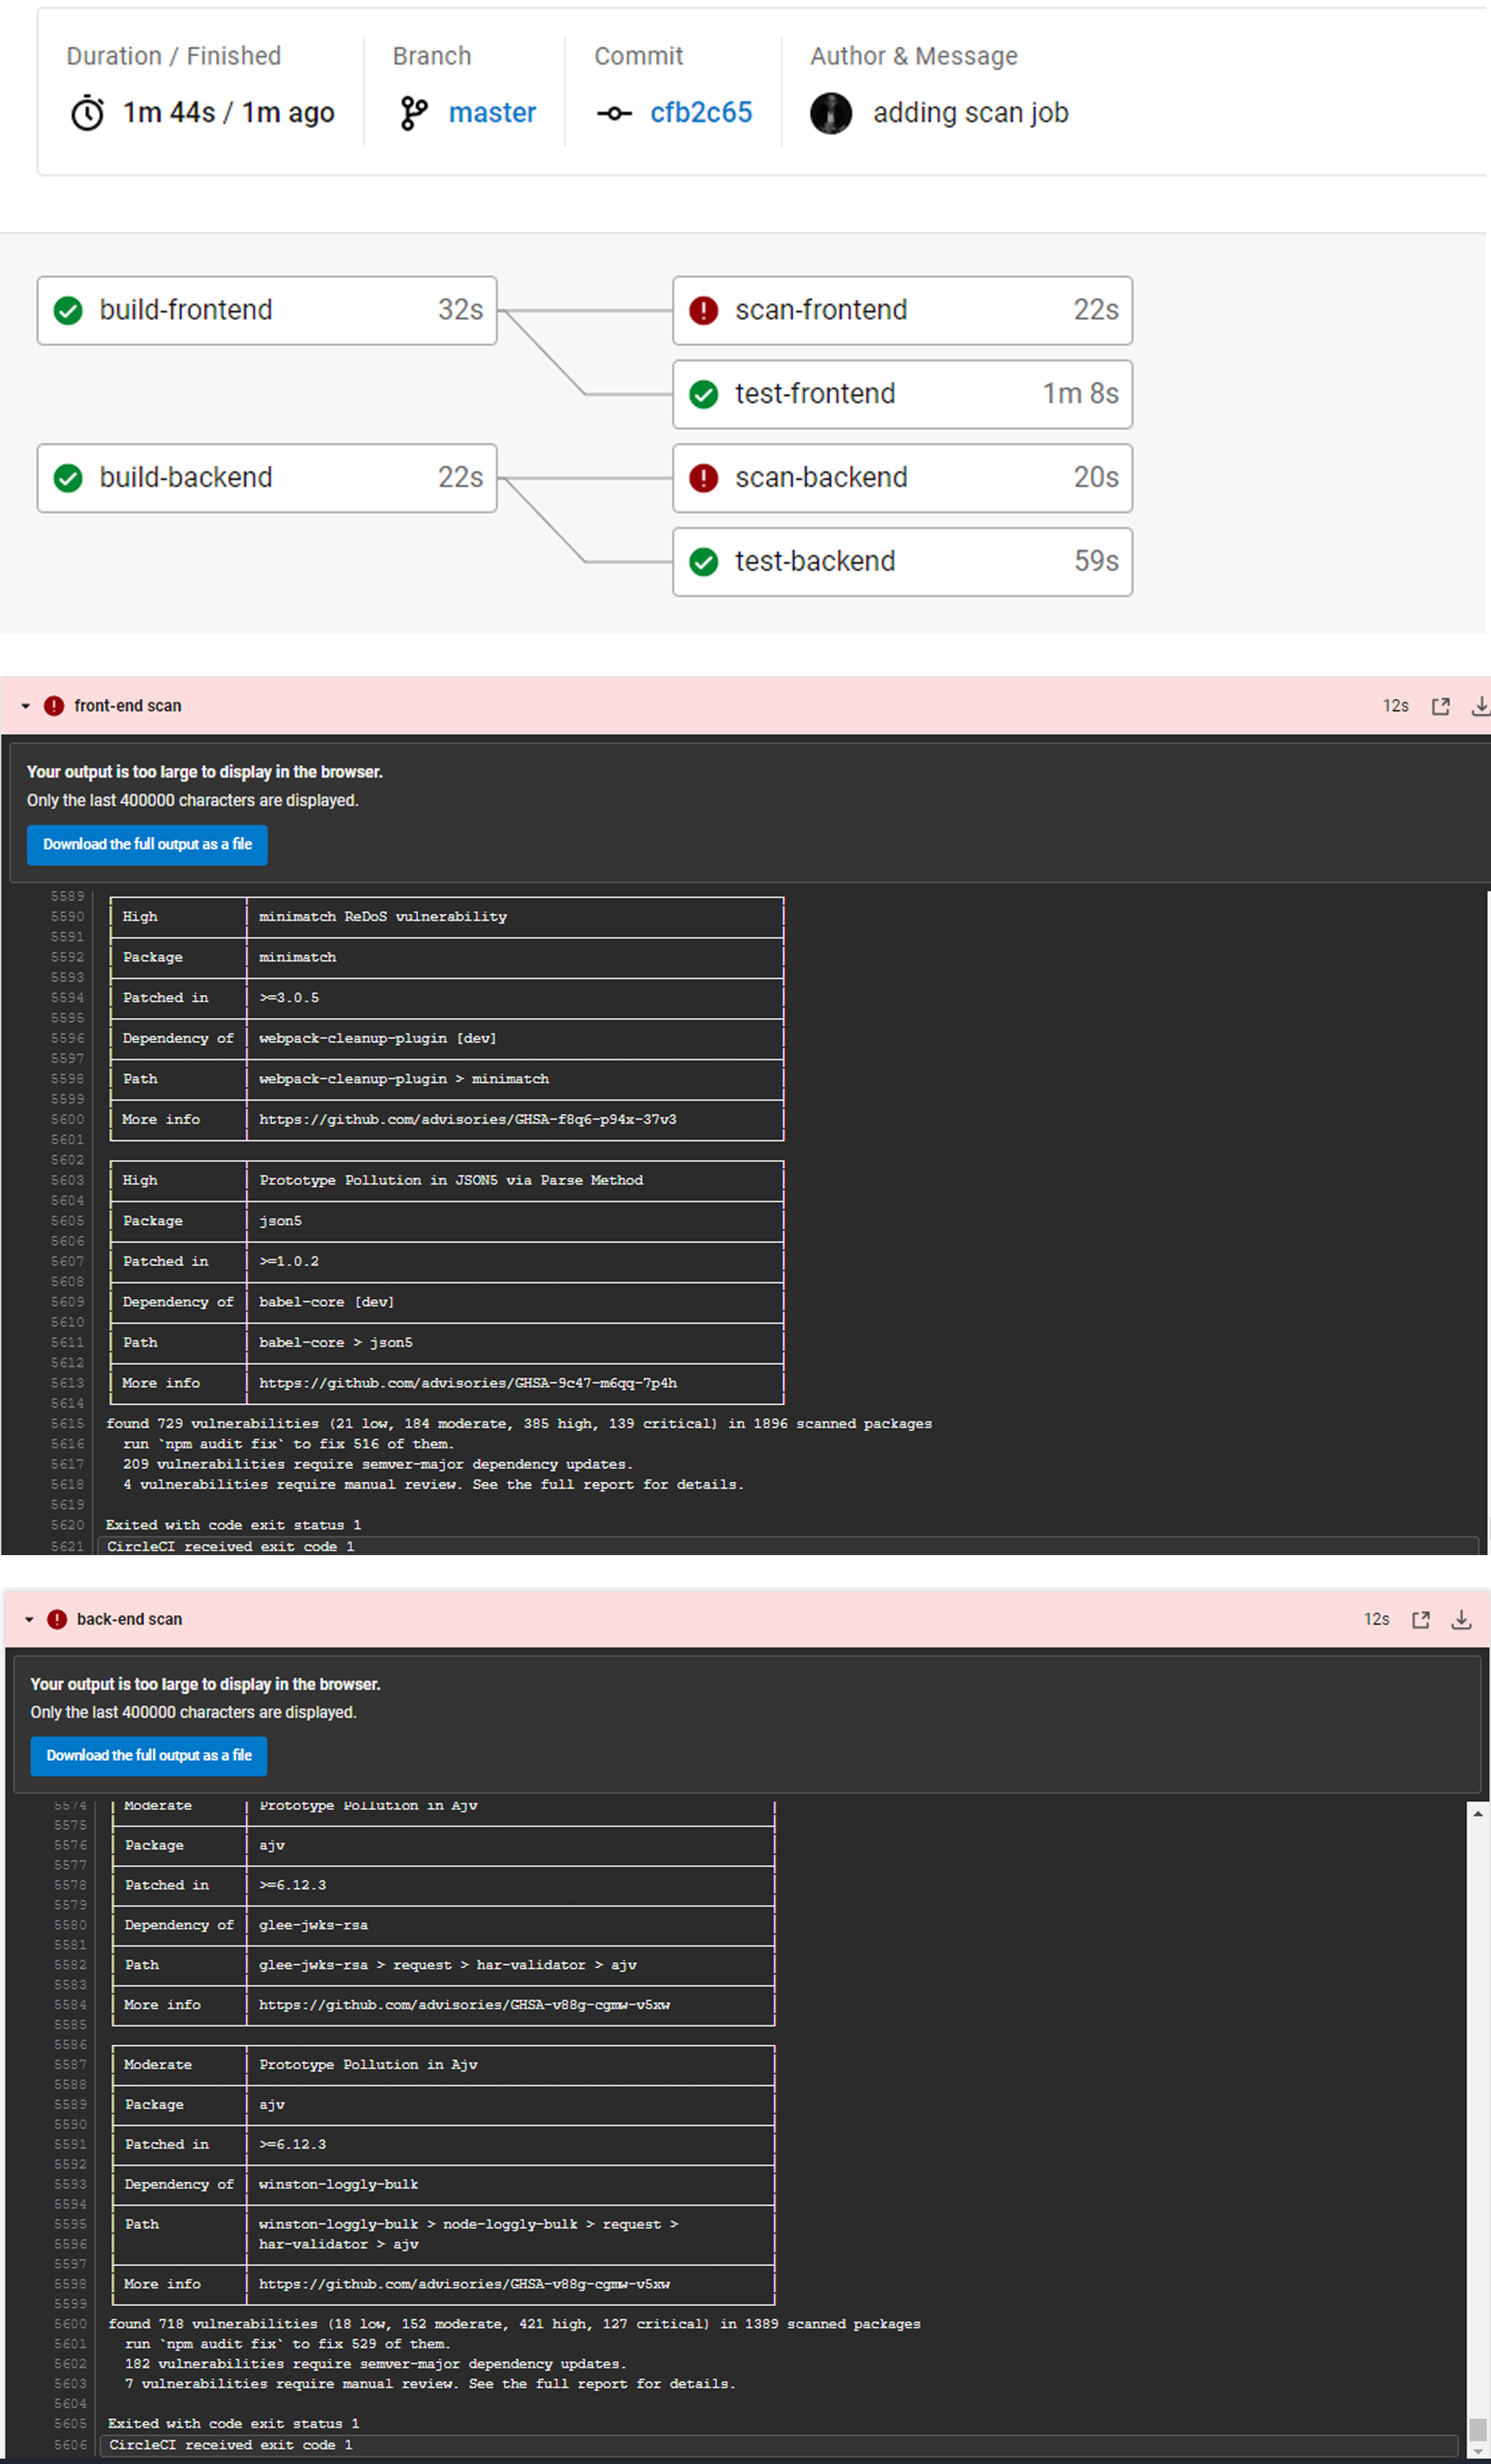 Duration / Finished
1m 44s / 1m ago
Branch
master
Commit
cfb2c65
Author & Message
adding scan job
build-frontend 32s
scan-frontend 22s
test-frontend 1m 8s
build-backend 22s
scan-backend 20s
test-backend 59s
front-end scan 12s
Your output is too large to display in the browser.
Only the last 400000 characters are displayed.
Download the full output as a file
5589
5590 High minimatch ReDoS vulnerability
5591
5592 Package minimatch
5593
5594 Patched in >=3.0.5
5595
5596 Dependency of webpack-cleanup-plugin [dev]
5597
5598 Path webpack-cleanup-plugin > minimatch
5599
5600 More info https://github.com/advisories/GHSA-f8q6-p94x-37v3
5601
5602
5603 High Prototype Pollution in JSON5 via Parse Method
5604
5605 Package json5
5606
5607 Patched in >=1.0.2
5608
5609 Dependency of babel-core [dev]
5610
5611 Path babel-core > json5
5612
5613 More info https://github.com/advisories/GHSA-9c47-m6qq-7p4h
5614
5615 found 729 vulnerabilities (21 low, 184 moderate, 385 high, 139 critical) in 1896 scanned packages
5616 run `npm audit fix` to fix 516 of them.
5617 209 vulnerabilities require semver-major dependency updates.
5618 4 vulnerabilities require manual review. See the full report for details.
5619
5620 Exited with code exit status 1
5621 CircleCI received exit code 1
back-end scan 12s
Your output is too large to display in the browser.
Only the last 400000 characters are displayed.
Download the full output as a file
5574 Moderate Prototype Pollution in Ajv
5575
5576 Package ajv
5577
5578 Patched in >=6.12.3
5579
5580 Dependency of glee-jwks-rsa
5581
5582 Path glee-jwks-rsa > request > har-validator > ajv
5583
5584 More info https://github.com/advisories/GHSA-v88g-cgmw-v5xw
5585
5586
5587 Moderate Prototype Pollution in Ajv
5588
5589 Package ajv
5590
5591 Patched in >=6.12.3
5592
5593 Dependency of winston-loggly-bulk
5594
5595 Path winston-loggly-bulk > node-loggly-bulk > request >
5596 har-validator > ajv
5597
5598 More info https://github.com/advisories/GHSA-v88g-cgmw-v5xw
5599
5600 found 718 vulnerabilities (18 low, 152 moderate, 421 high, 127 critical) in 1389 scanned packages
5601 run `npm audit fix` to fix 529 of them.
5602 182 vulnerabilities require semver-major dependency updates.
5603 7 vulnerabilities require manual review. See the full report for details.
5604
5605 Exited with code exit status 1
5606 CircleCI received exit code 1